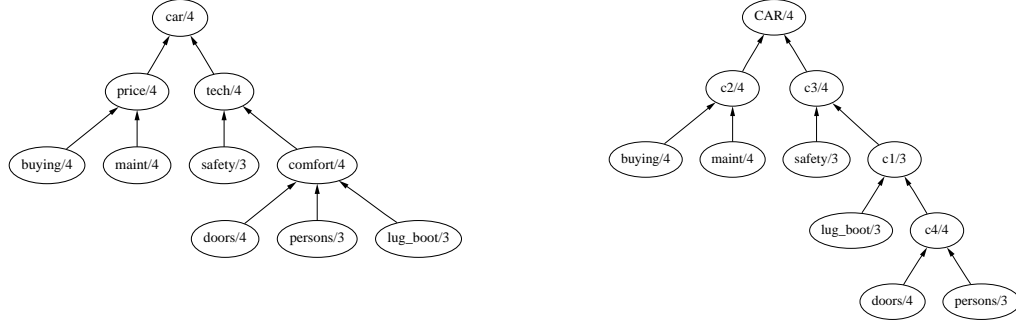 car/4
price/4
tech/4
buying/4
maint/4
safety/3
comfort/4
doors/4
persons/3
lug_boot/3
CAR/4
c2/4
c3/4
buying/4
maint/4
safety/3
c1/3
lug_boot/3
c4/4
doors/4
persons/3